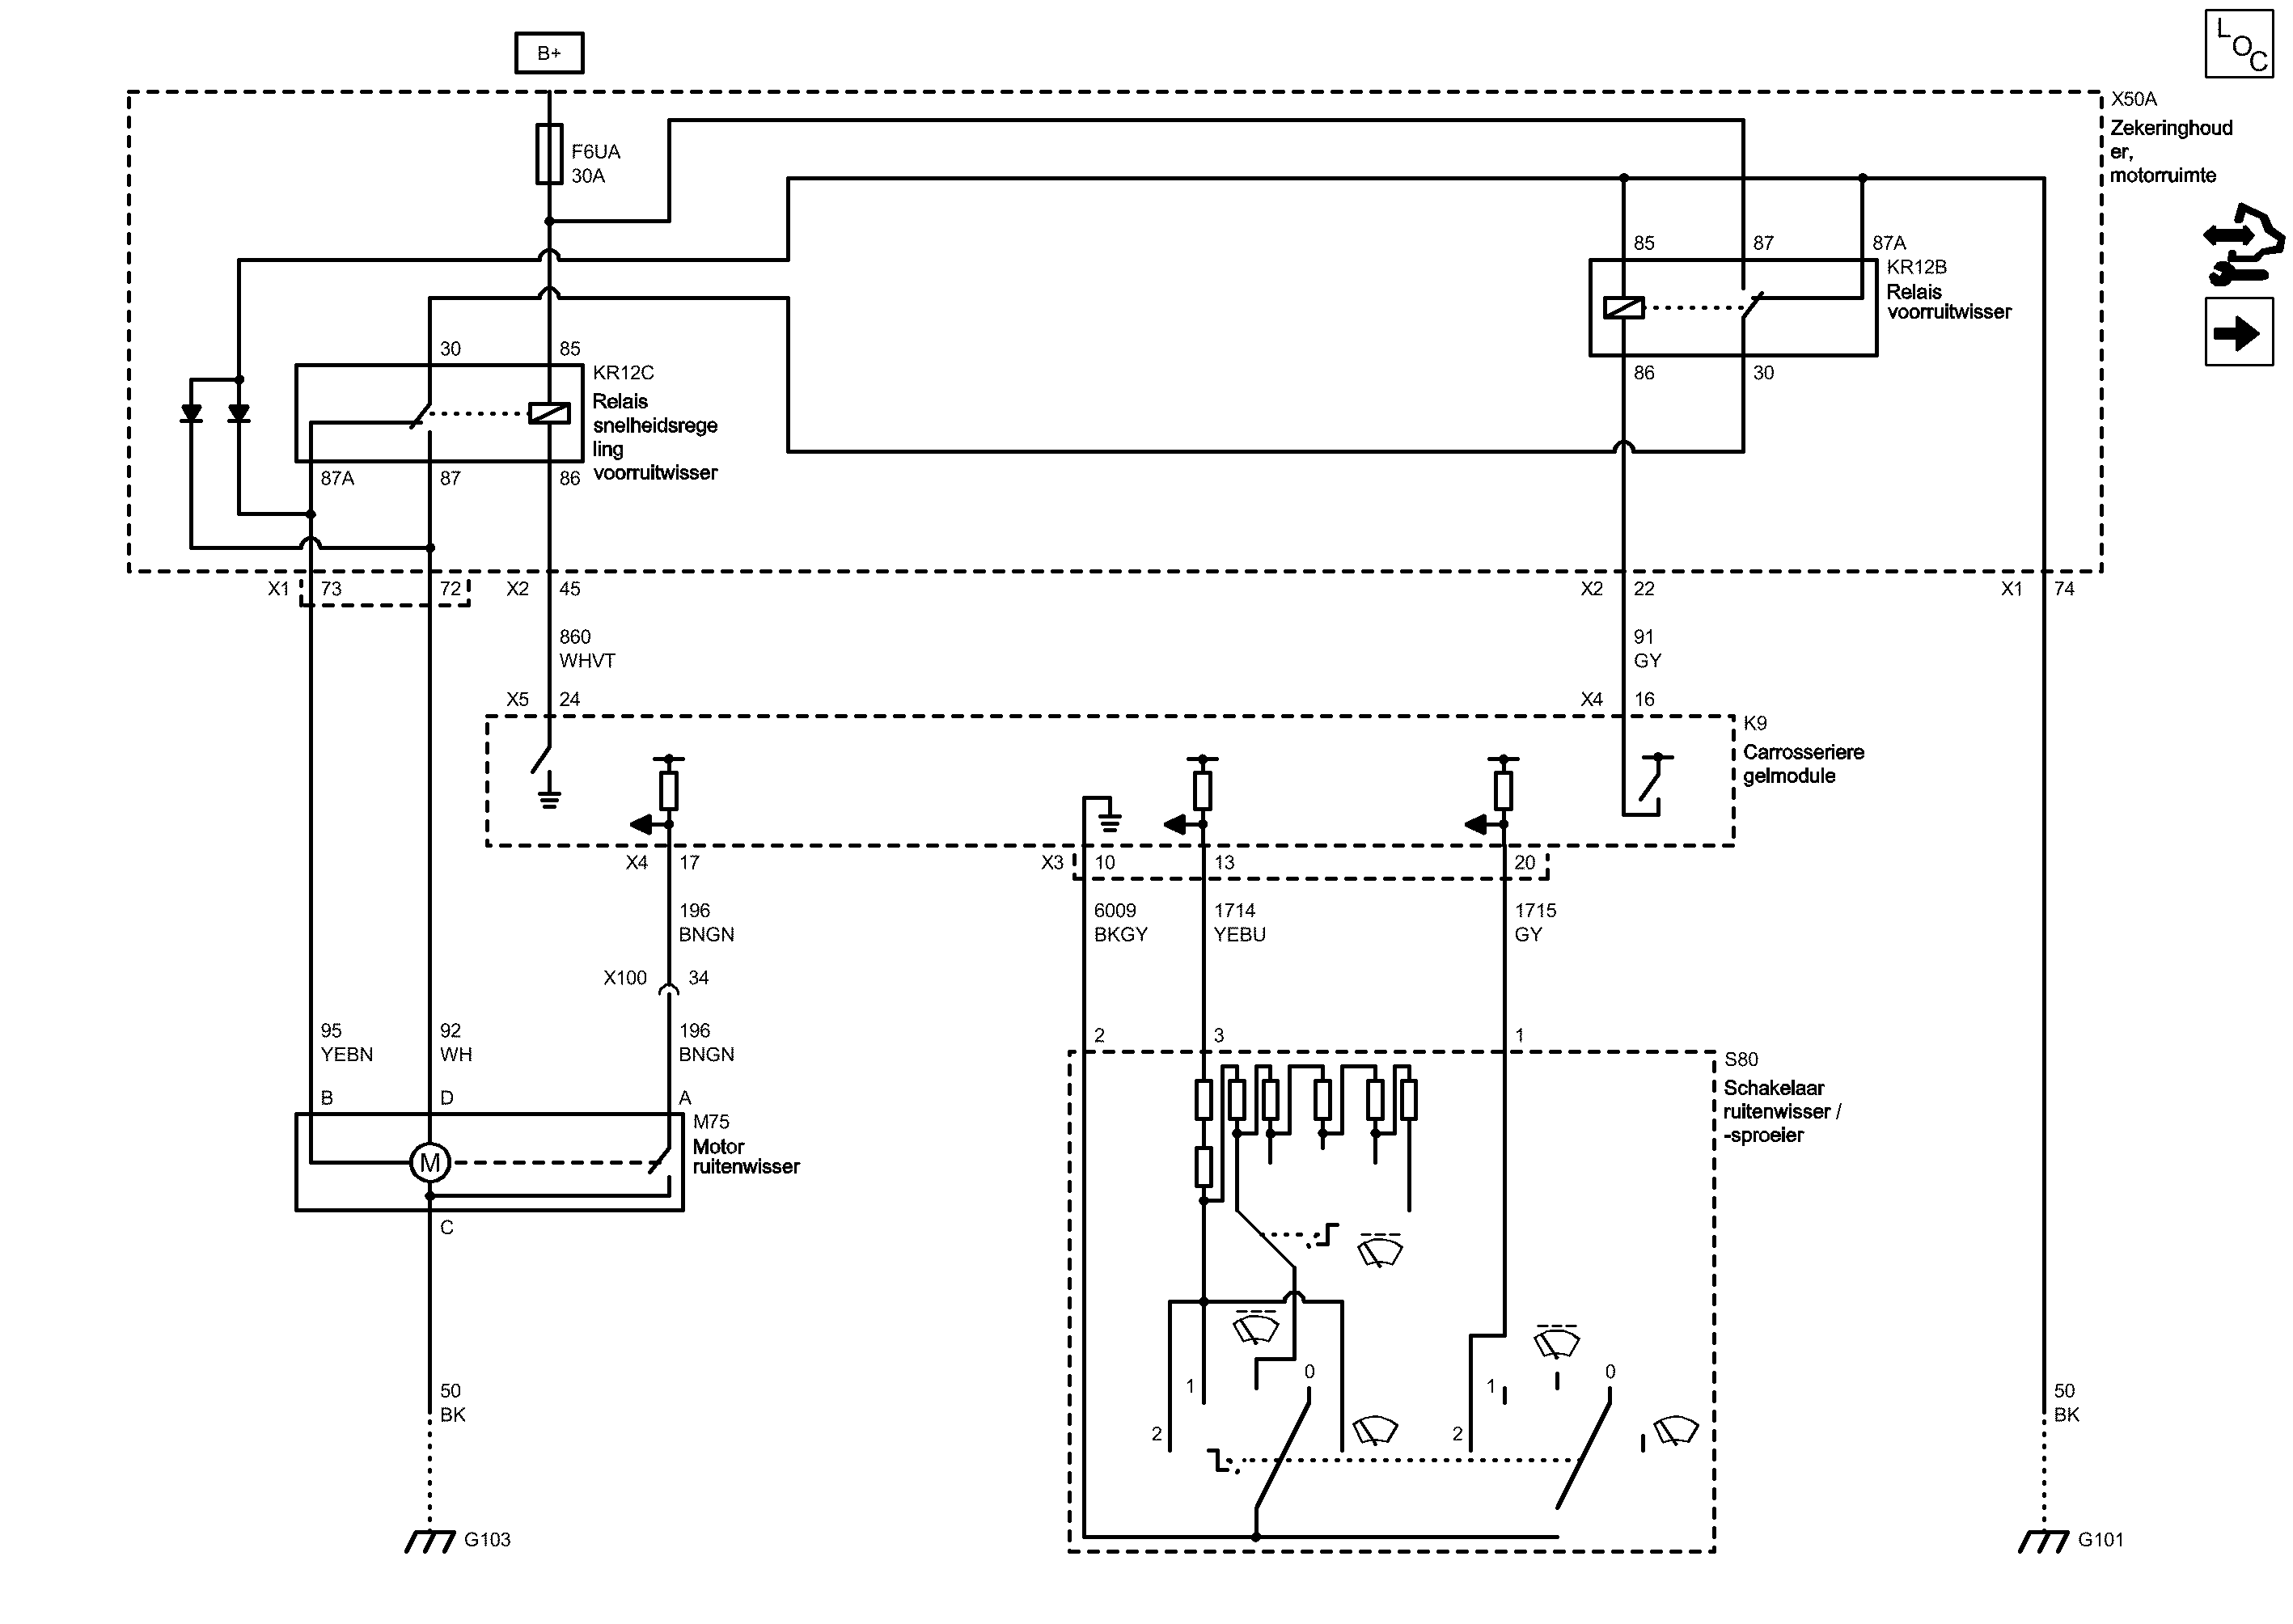 B+
L
O
C
X50A
Zekeringhoud
er,
motorruimte
F6UA
30A
85
87
87A
KR12B
Relais
voorruitwisser
86
30
30
85
KR12C
Relais
snelheidsrege
ling
voorruitwisser
87A
87
86
X1
73
72
X2
45
X2
22
X1
74
860
WHVT
91
GY
X5
24
X4
16
K9
Carrosseriere
gelmodule
X4
17
X3
10
13
20
196
BNGN
6009
BKGY
1714
YEBU
1715
GY
X100
34
95
YEBN
92
WH
196
BNGN
2
3
1
S80
Schakelaar
ruitenwisser /
-sproeier
B
D
A
M75
Motor
ruitenwisser
M
C
1
0
1
0
2
2
50
BK
50
BK
G103
G101